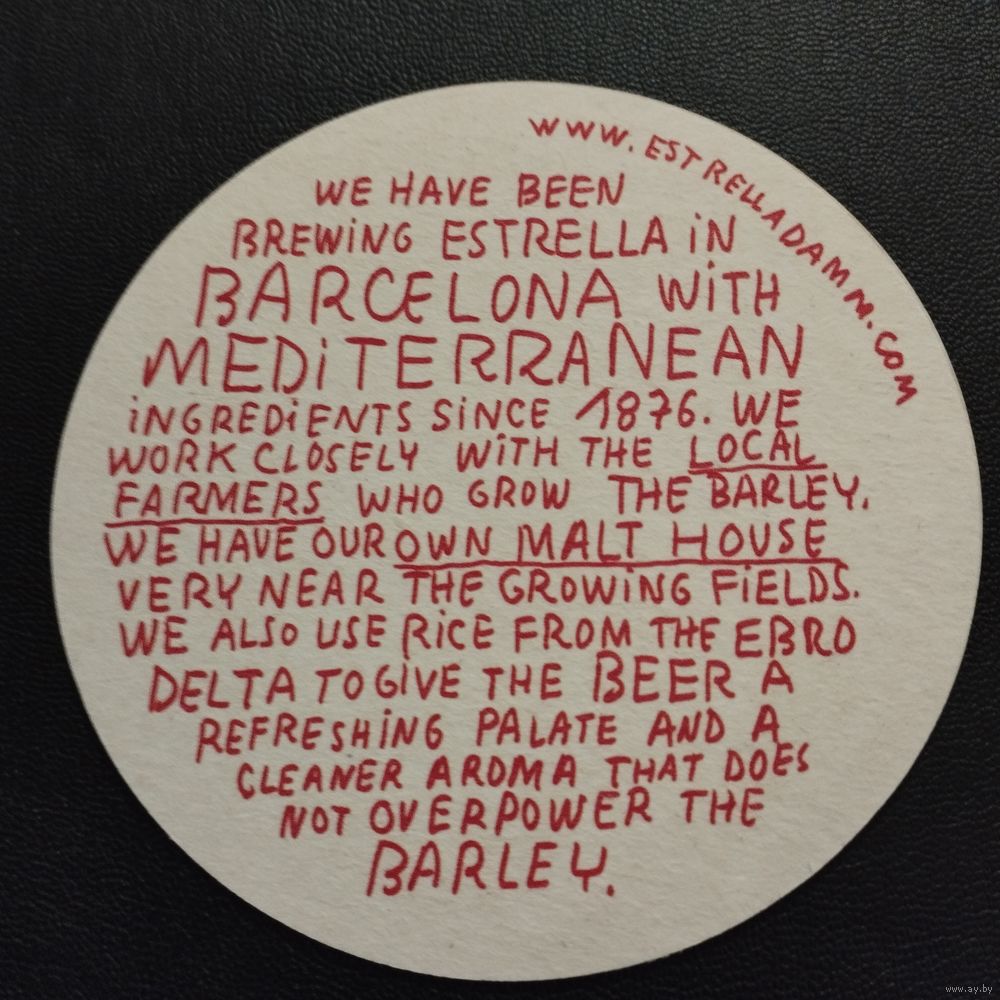 WWW.ESTRELLADAMM.COM
WE HAVE BEEN
BREWiNG ESTRELLA iN
BARCELONA WiTH
MEDiTERRANEAN
iNGREDiENTS SiNCE 1876. WE
WORK CLOSELY WiTH THE LOCAL
FARMERS WHO GROW THE BARLEY.
WE HAVE OUR OWN MALT HOUSE
VERY NEAR THE GROWiNG FiELDS.
WE ALSO USE RiCE FROM THE EBRO
DELTA TO GIVE THE BEER A
REFRESHiNG PALATE AND A
CLEANER AROMA THAT DOES
NOT OVERPOWER THE
BARLEY.
www.ay.by